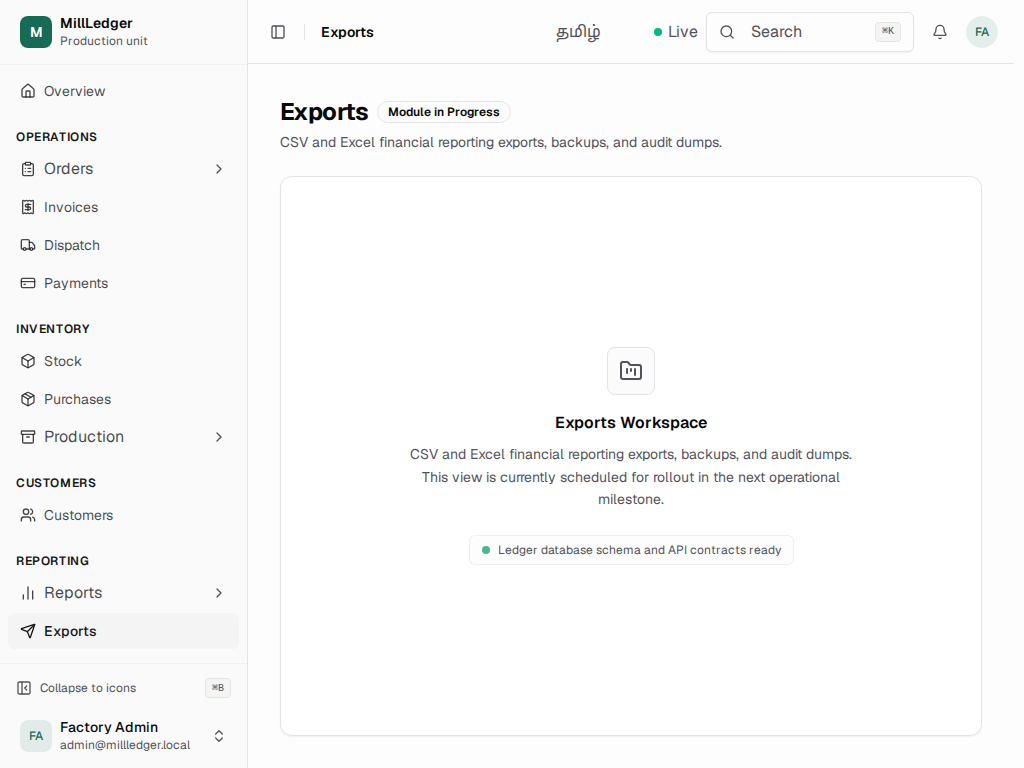 MillLedger
Production unit
Overview
OPERATIONS
Orders
Invoices
Dispatch
Payments
INVENTORY
Stock
Purchases
Production
CUSTOMERS
Customers
REPORTING
Reports
Exports
Collapse to icons ⌘B
FA Factory Admin
admin@millledger.local
M
Exports தமிழ் Live Search ⌘K FA
Exports Module in Progress
CSV and Excel financial reporting exports, backups, and audit dumps.
Exports Workspace
CSV and Excel financial reporting exports, backups, and audit dumps.
This view is currently scheduled for rollout in the next operational
milestone.
Ledger database schema and API contracts ready